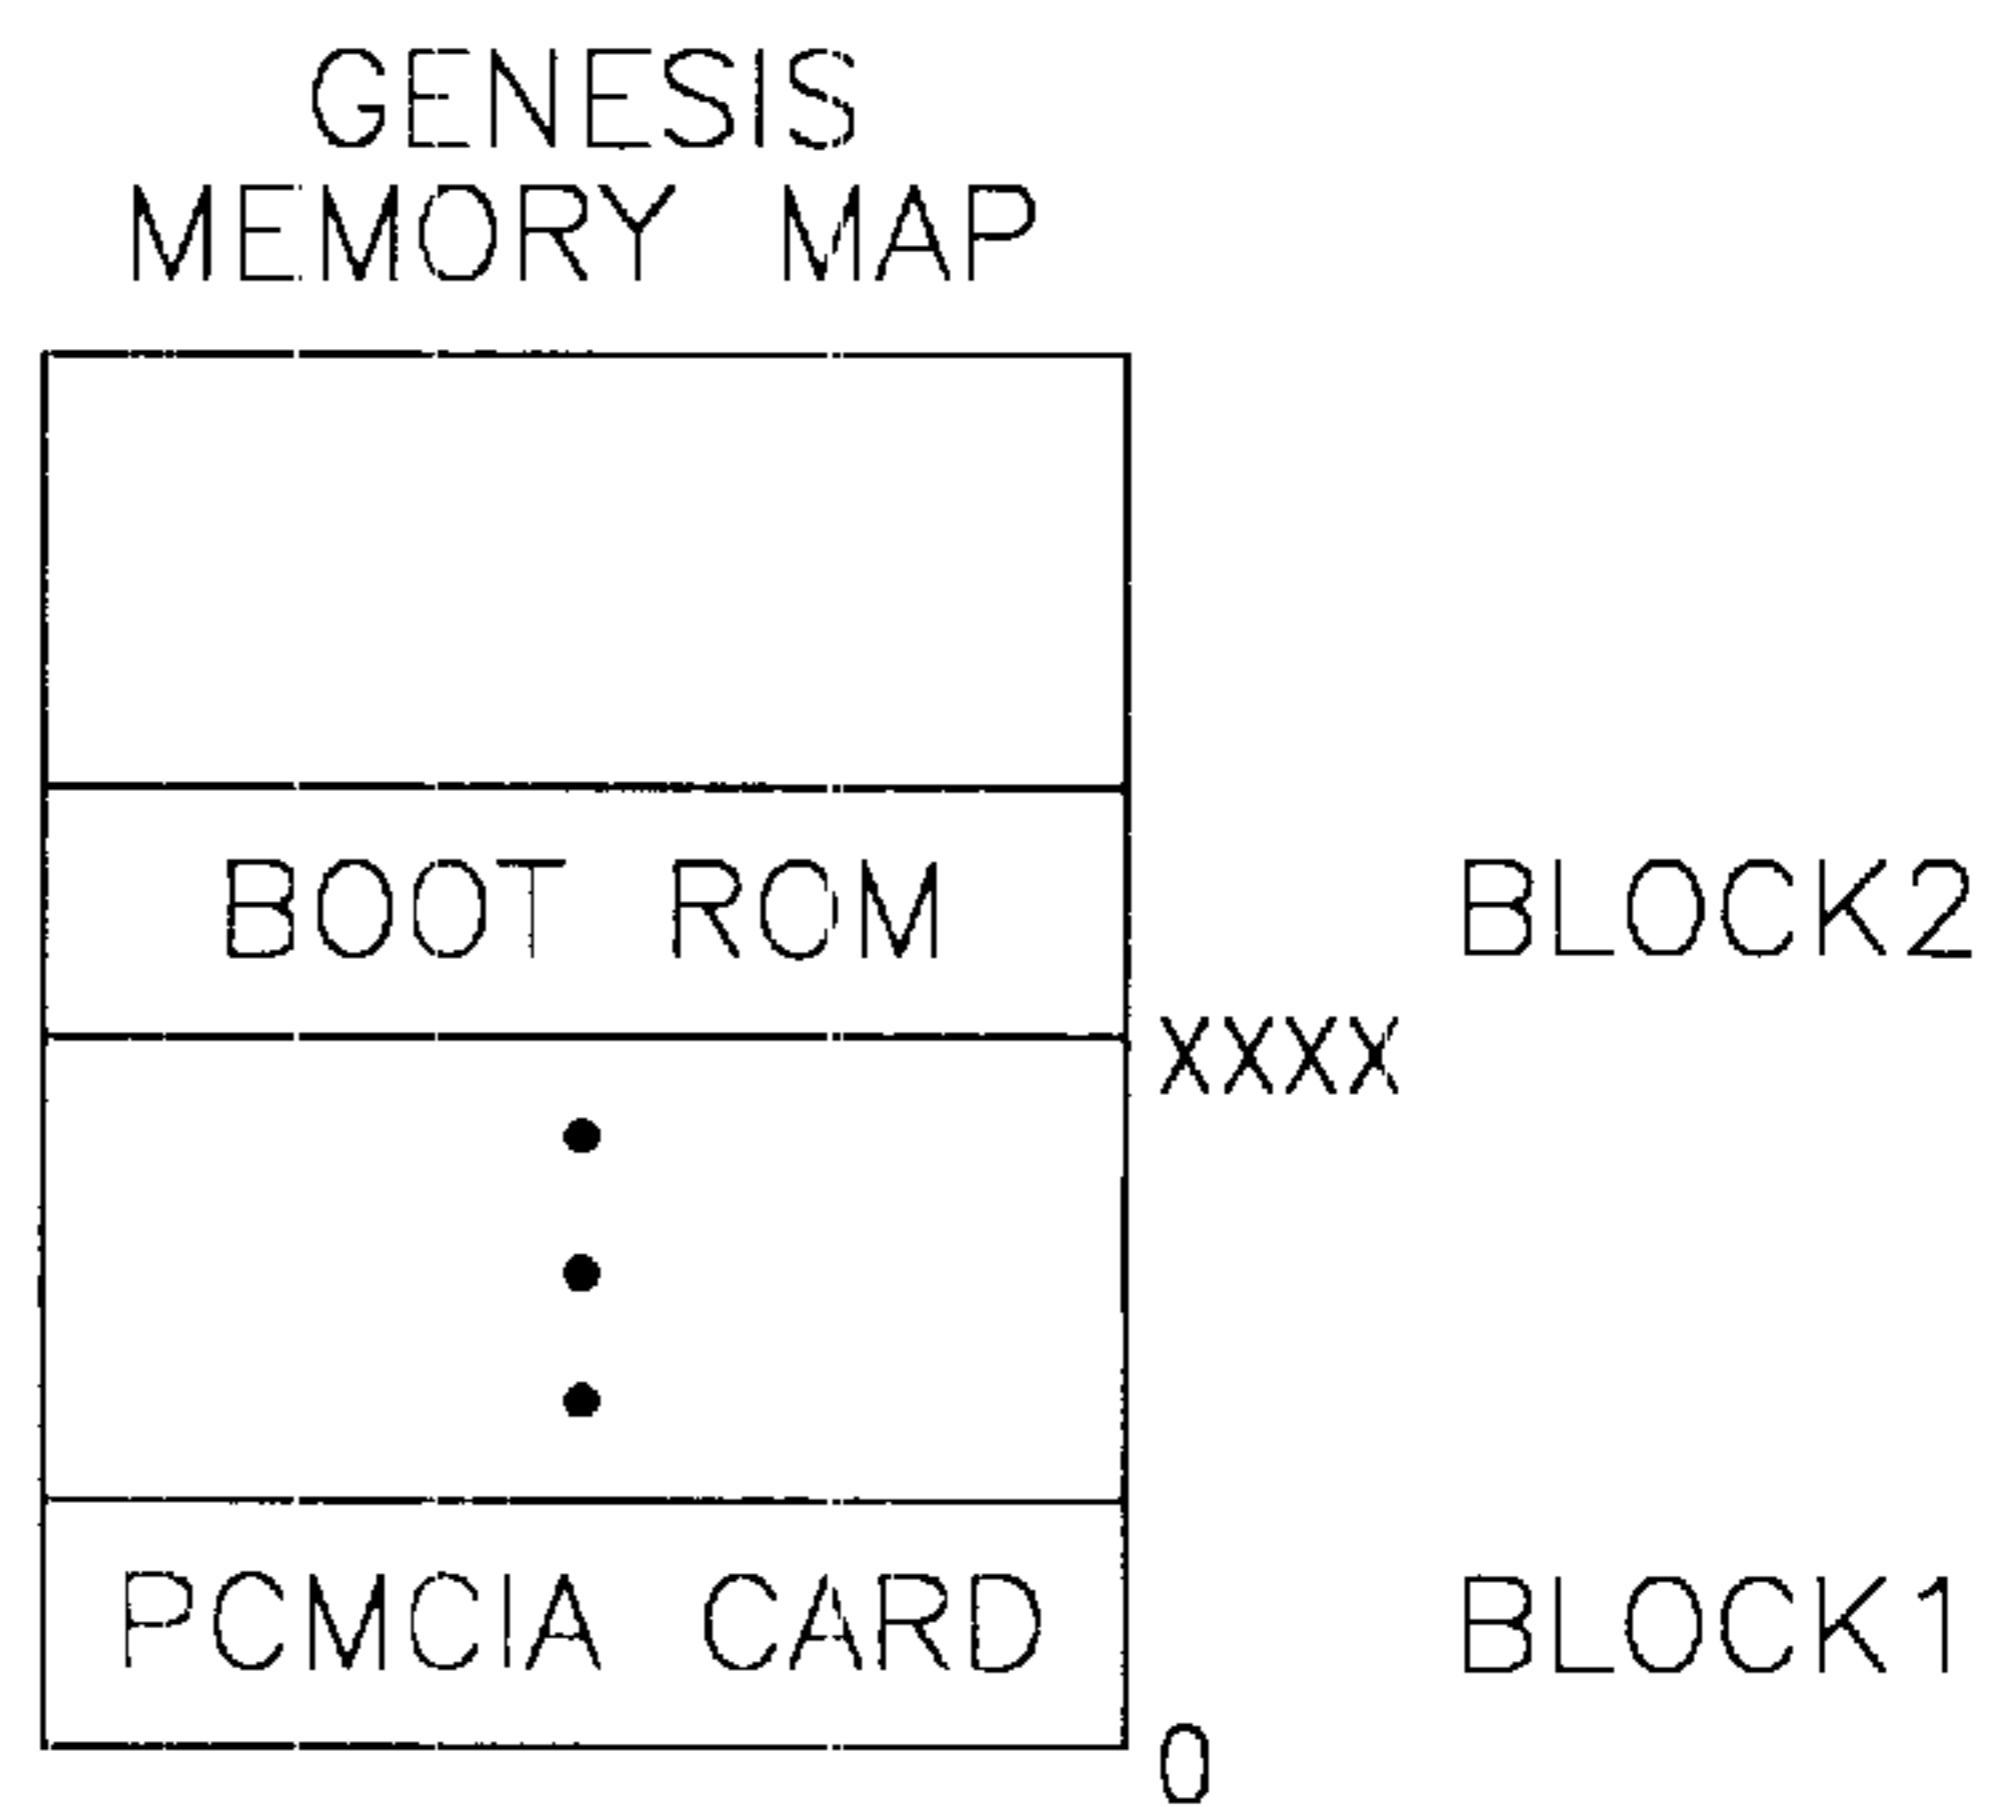 GENESIS
MEMORY MAP
BOOT ROM BLOCK2
XXXX
PCMCIA CARD BLOCK1
0